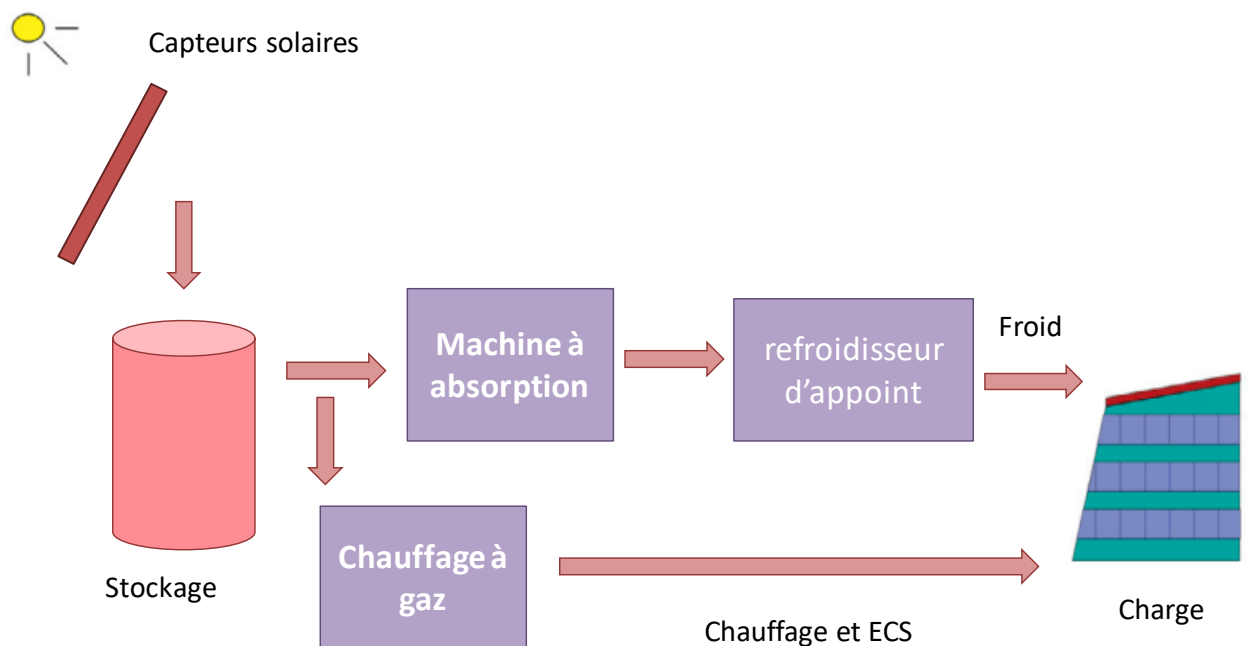 Capteurs solaires
Machine à
absorption
refroidisseur
d'appoint
Froid
Stockage
Chauffage à
gaz
Chauffage et ECS
Charge